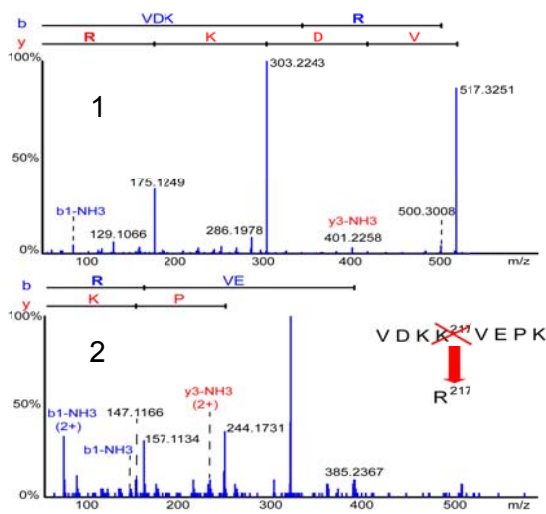 b VDK R
y R K D V
100% 303.2243
1 517.3251
50%
175.1249
b1-NH3 y3-NH3 500.3008
129.1066 286.1978 401.2258
0%
100 200 300 400 500 m/z
b R VE
y K P
100%
2 V D K K²¹⁷ V E P K
R²¹⁷
y3-NH3
(2+)
50% b1-NH3
(2+)
147.1166
157.1134 244.1731
b1-NH3
385.2367
0%
100 200 300 400 500 m/z